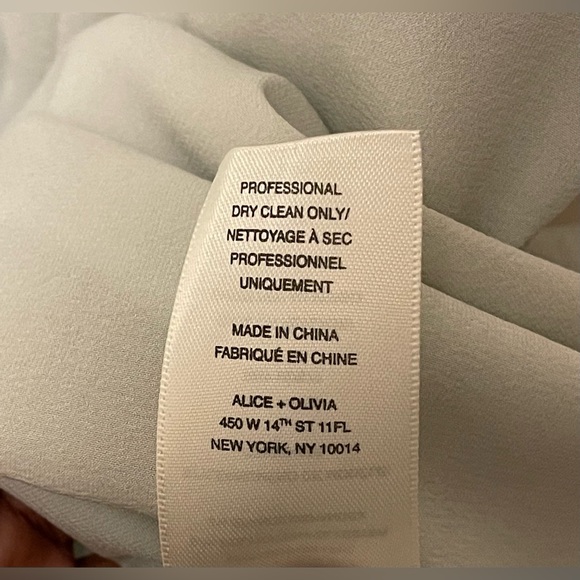 PROFESSIONAL
DRY CLEAN ONLY/
NETTOYAGE À SEC
PROFESSIONNEL
UNIQUEMENT
MADE IN CHINA
FABRIQUÉ EN CHINE
ALICE + OLIVIA
450 W 14TH ST 11FL
NEW YORK, NY 10014